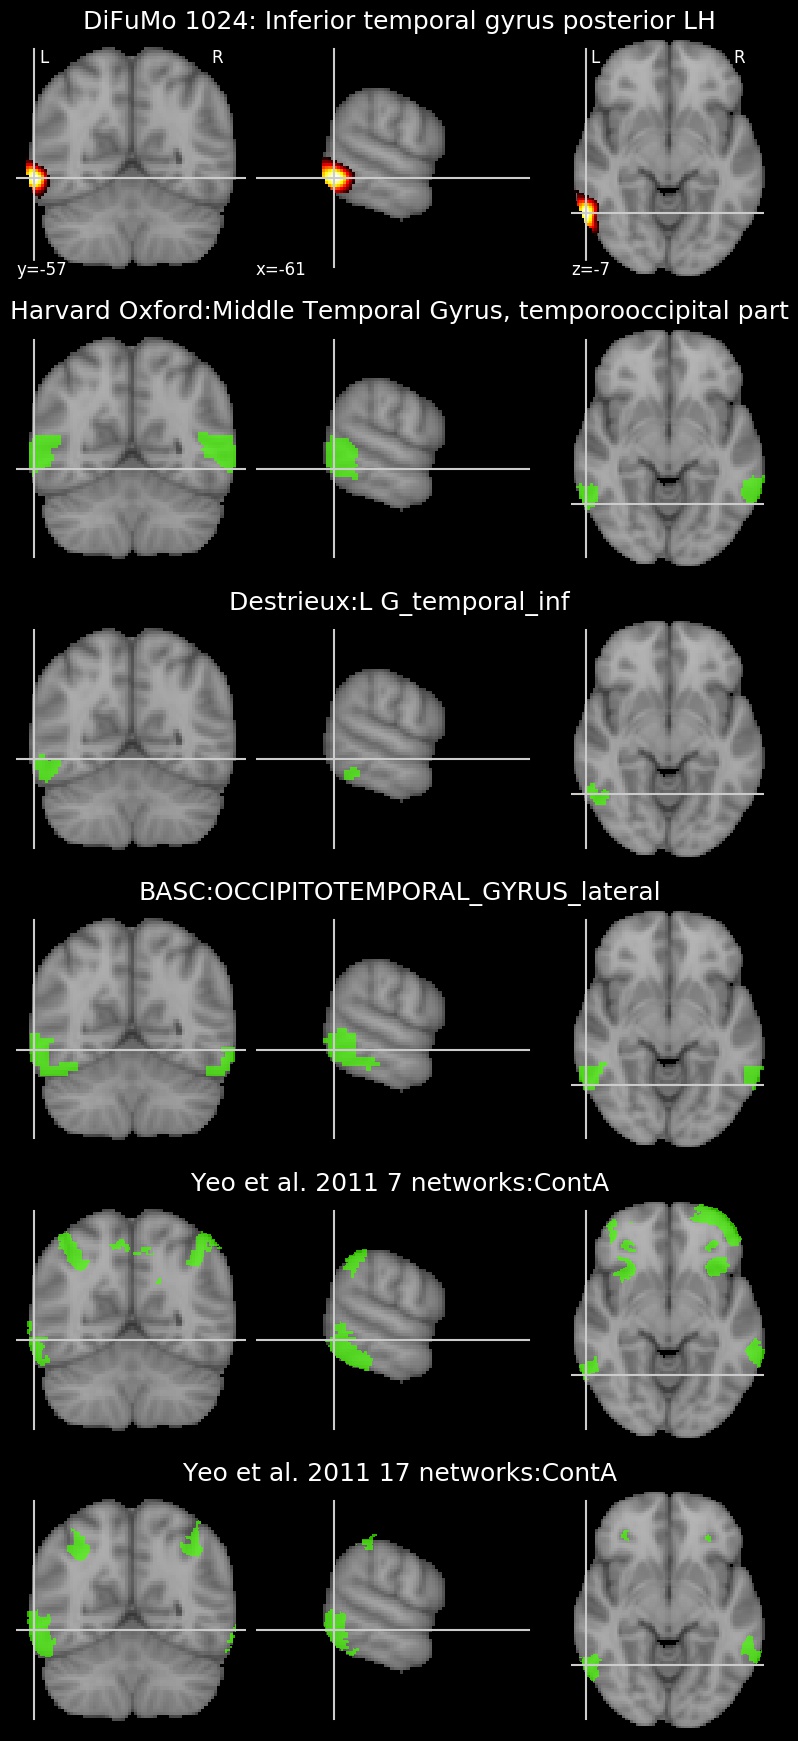 DiFuMo 1024: Inferior temporal gyrus posterior LH
L R L R
y=-57 x=-61 z=-7
Harvard Oxford:Middle Temporal Gyrus, temporooccipital part
Destrieux:L G_temporal_inf
BASC:OCCIPITOTEMPORAL_GYRUS_lateral
Yeo et al. 2011 7 networks:ContA
Yeo et al. 2011 17 networks:ContA